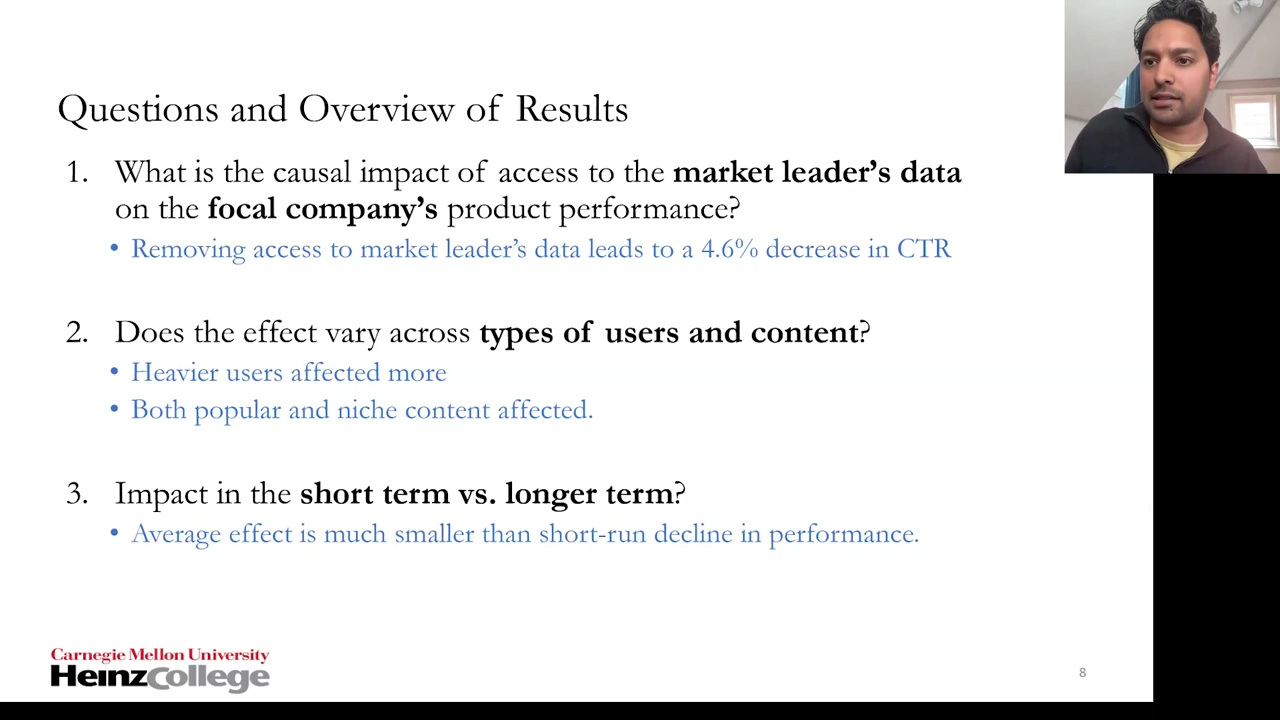 Questions and Overview of Results
1. What is the causal impact of access to the market leader’s data
on the focal company’s product performance?
• Removing access to market leader’s data leads to a 4.6% decrease in CTR
2. Does the effect vary across types of users and content?
• Heavier users affected more
• Both popular and niche content affected.
3. Impact in the short term vs. longer term?
• Average effect is much smaller than short-run decline in performance.
Carnegie Mellon University
HeinzCollege
8